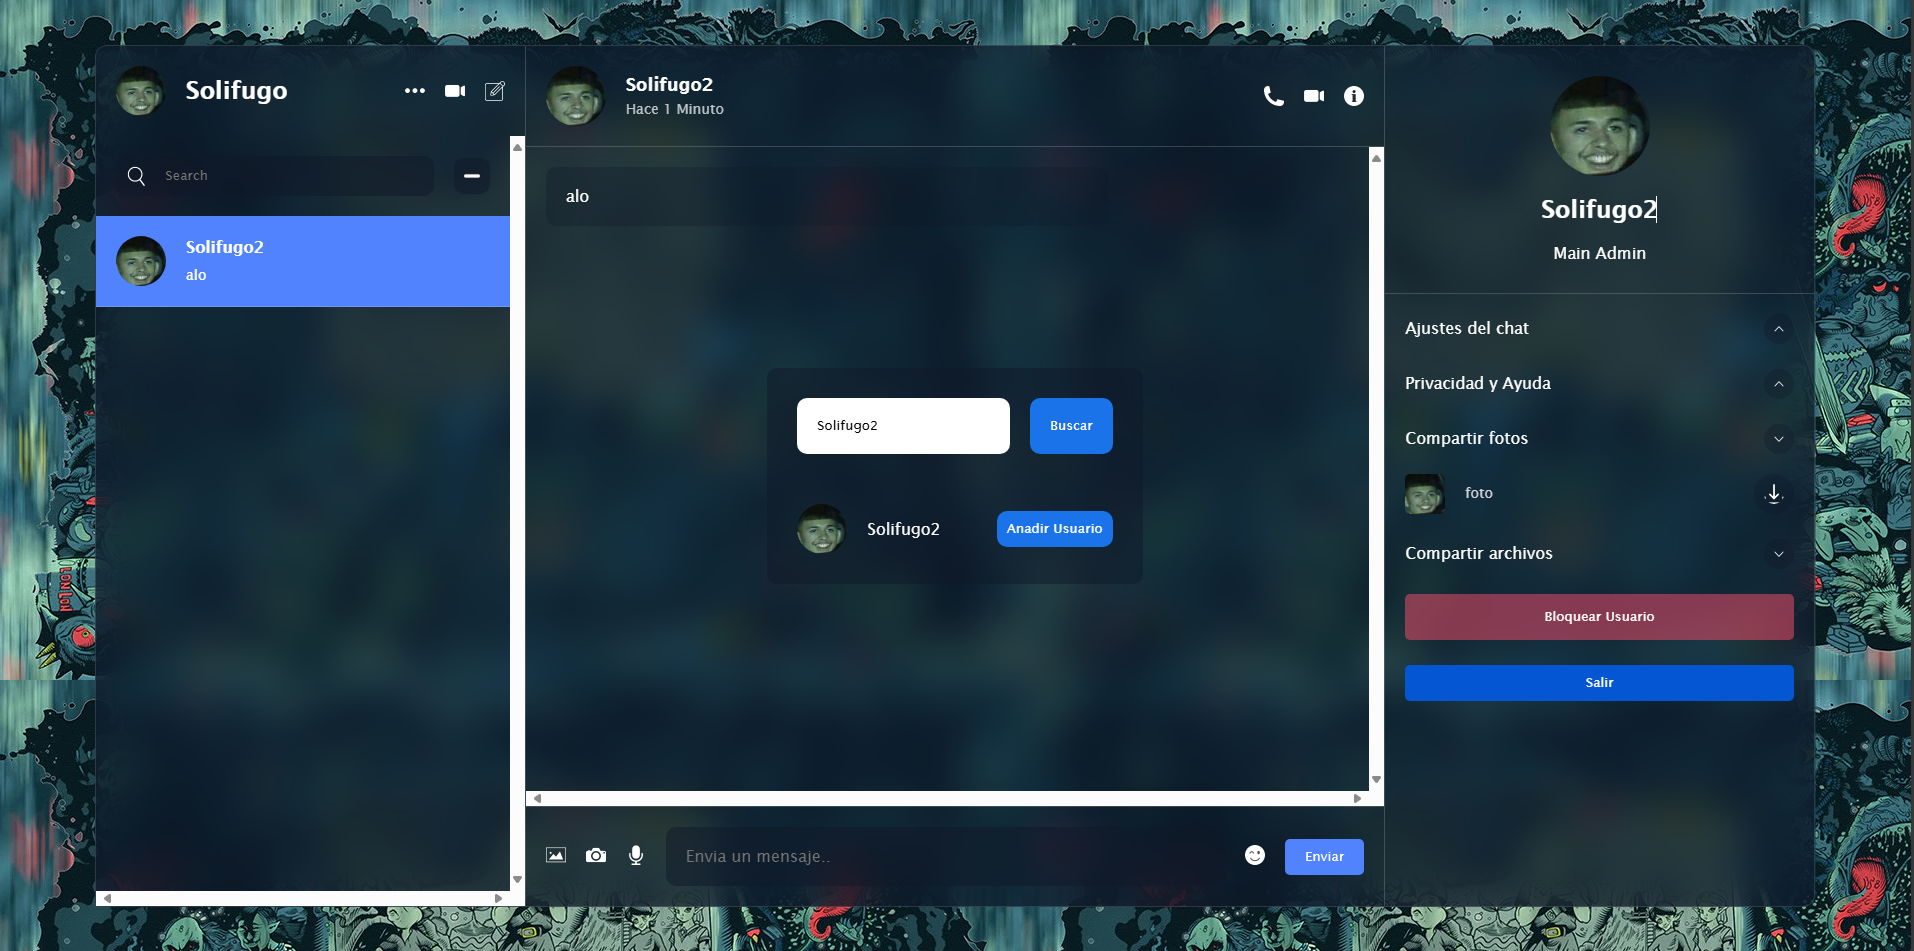 Solifugo
Search
Solifugo2
alo
Solifugo2
Hace 1 Minuto
alo
Solifugo2
Buscar
Solifugo2
Anadir Usuario
Envia un mensaje..
Enviar
Solifugo2
Main Admin
Ajustes del chat
Privacidad y Ayuda
Compartir fotos
foto
Compartir archivos
Bloquear Usuario
Salir